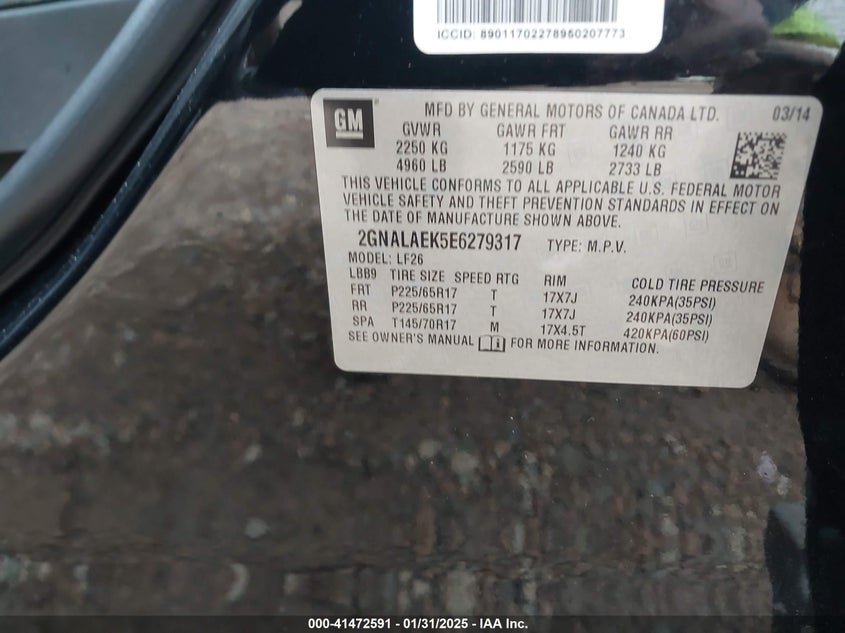 ICCID: 89011702278950207773
GM
MFD BY GENERAL MOTORS OF CANADA LTD. 03/14
GVWR GAWR FRT GAWR RR
2250 KG 1175 KG 1240 KG
4960 LB 2590 LB 2733 LB
THIS VEHICLE CONFORMS TO ALL APPLICABLE U.S. FEDERAL MOTOR
VEHICLE SAFETY AND THEFT PREVENTION STANDARDS IN EFFECT ON
THE DATE OF MANUFACTURE SHOWN ABOVE.
2GNALAEK5E6279317 TYPE: M.P.V.
MODEL: LF26
LBB9 TIRE SIZE SPEED RTG RIM COLD TIRE PRESSURE
FRT P225/65R17 T 17X7J 240KPA(35PSI)
RR P225/65R17 T 17X7J 240KPA(35PSI)
SPA T145/70R17 M 17X4.5T 420KPA(60PSI)
SEE OWNER'S MANUAL FOR MORE INFORMATION.
000-41472591 - 01/31/2025 - IAA Inc.